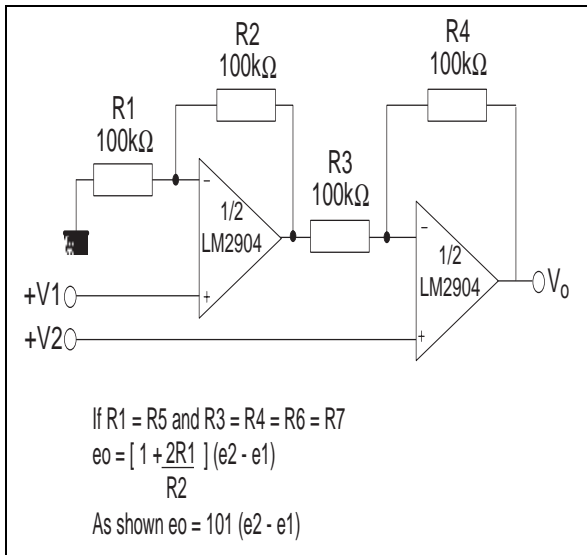 R2
100kΩ
R4
100kΩ
R1
100kΩ
R3
100kΩ
1/2
LM2904
1/2
LM2904
+V1
+V2
Vo
If R1 = R5 and R3 = R4 = R6 = R7
eo = [ 1 + 2R1 ] (e2 - e1)
R2
As shown eo = 101 (e2 - e1)